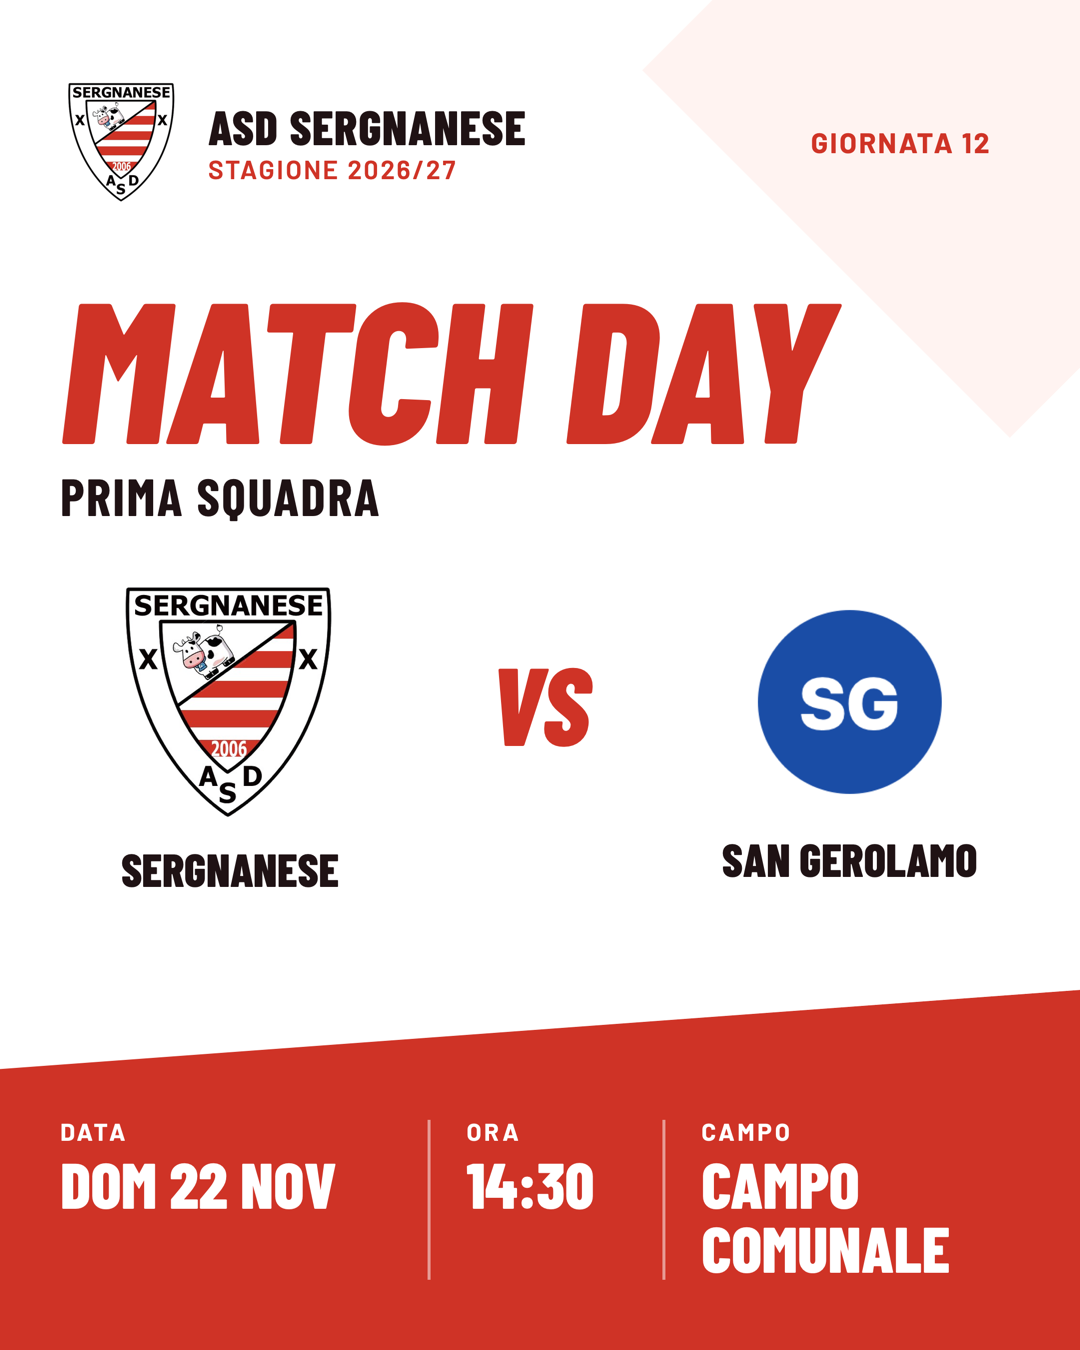 SERGNANESE
X X
2006
A S D
ASD SERGNANESE
STAGIONE 2026/27
GIORNATA 12
MATCH DAY
PRIMA SQUADRA
SERGNANESE
X X
2006
A S D
VS
SG
SERGNANESE
SAN GEROLAMO
DATA
DOM 22 NOV
ORA
14:30
CAMPO
CAMPO
COMUNALE